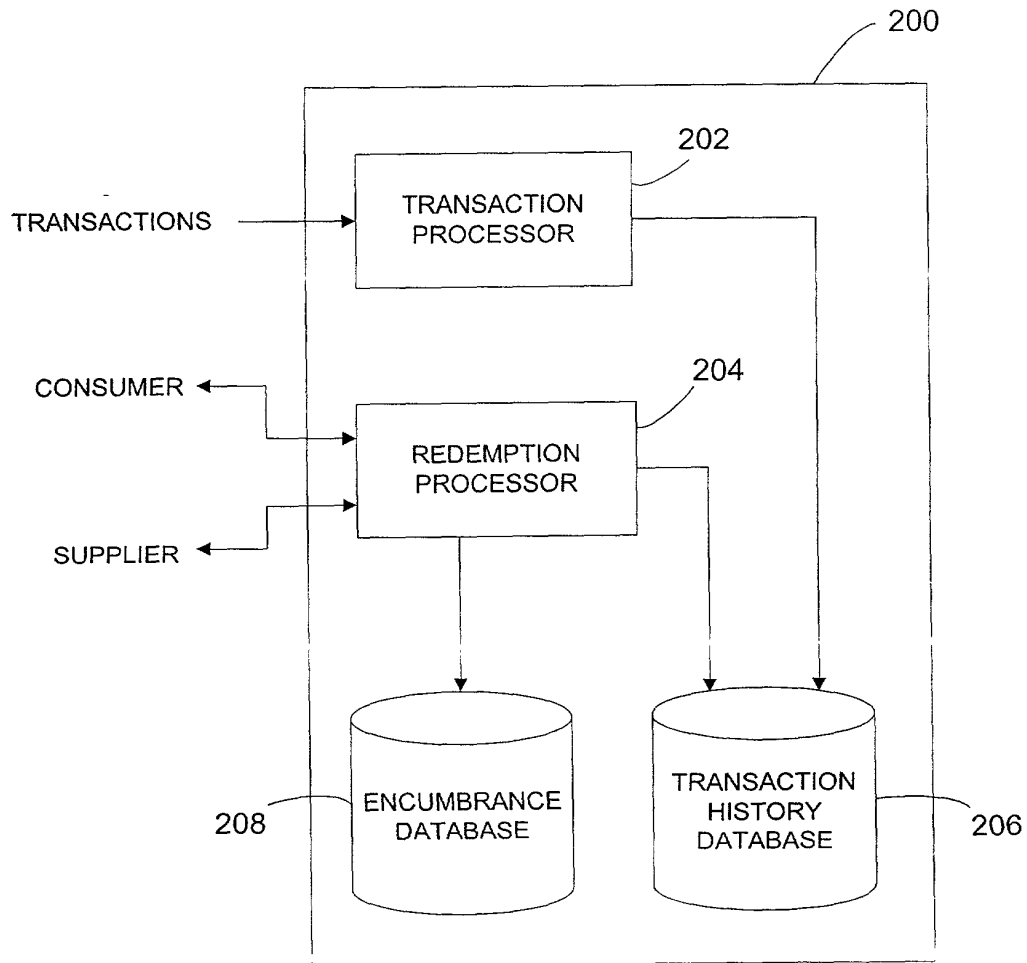 200
202
TRANSACTIONS
TRANSACTION
PROCESSOR
CONSUMER
204
REDEMPTION
PROCESSOR
SUPPLIER
208
ENCUMBRANCE
DATABASE
TRANSACTION
HISTORY
DATABASE
206